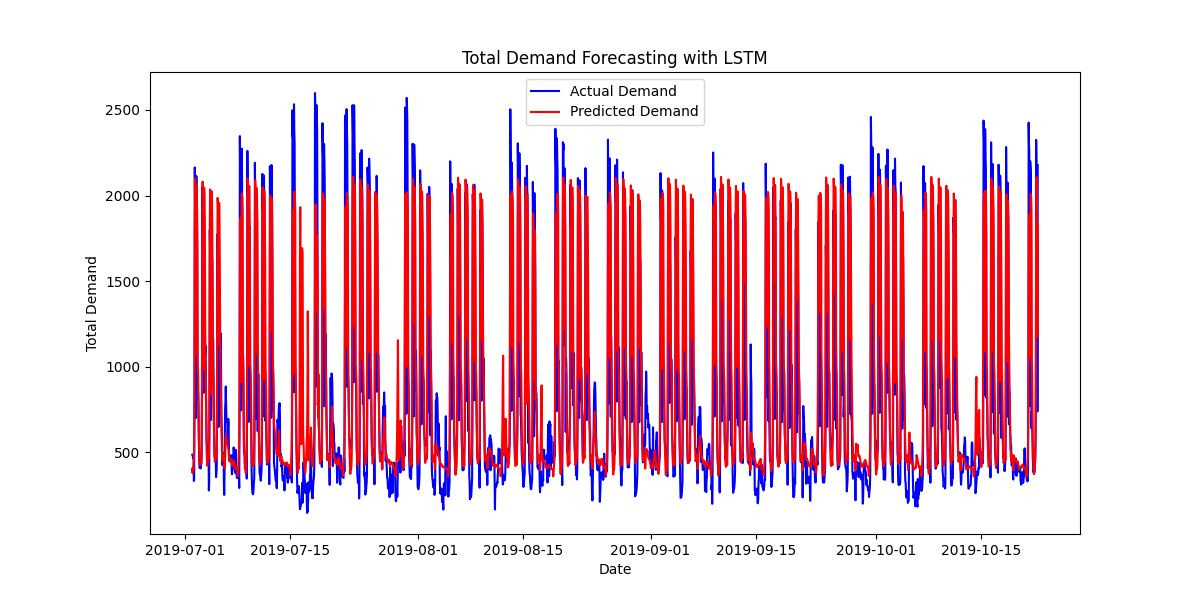 Total Demand Forecasting with LSTM
Actual Demand
Predicted Demand
Total Demand
2500
2000
1500
1000
500
2019-07-01
2019-07-15
2019-08-01
2019-08-15
2019-09-01
2019-09-15
2019-10-01
2019-10-15
Date